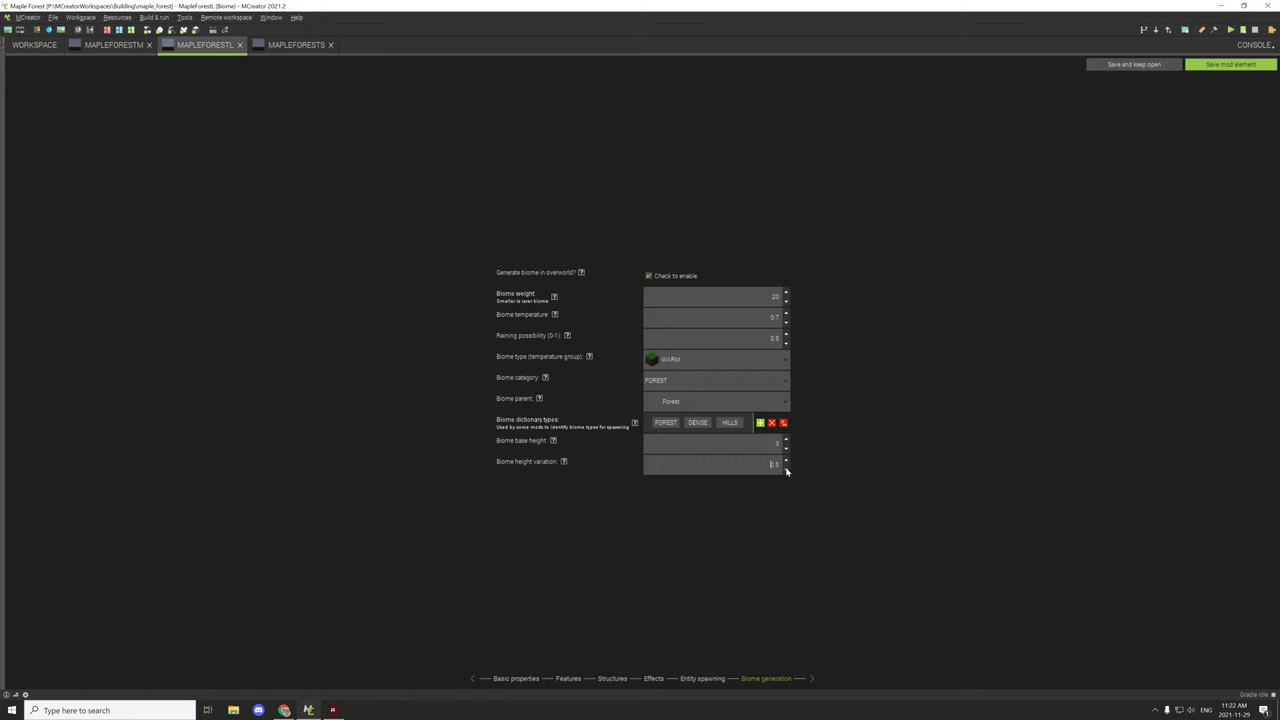 Maple Forest [P:\MCreatorWorkspaces\Building\maple_forest] - MapleForestL (Biome) - MCreator 2021.2
MCreator File Workspace Resources Build & run Tools Remote workspace Window Help
WORKSPACE MAPLEFORESTM MAPLEFORESTL MAPLEFORESTS CONSOLE
Save and keep open Save mod element
Generate biome in overworld? Check to enable
Biome weight: 20
Smaller is rarer biome
Biome temperature: 0.7
Raining possibility (0-1): 0.5
Biome type (temperature group): WARM
Biome category: FOREST
Biome parent: Forest
Biome dictionary types: FOREST DENSE HILLS
Used by some mods to identify biome types for spawning
Biome base height: 3
Biome height variation: 0.5
Basic properties Features Structures Effects Entity spawning Biome generation
Gradle idle
Type here to search ENG 11:22 AM
2021-11-29